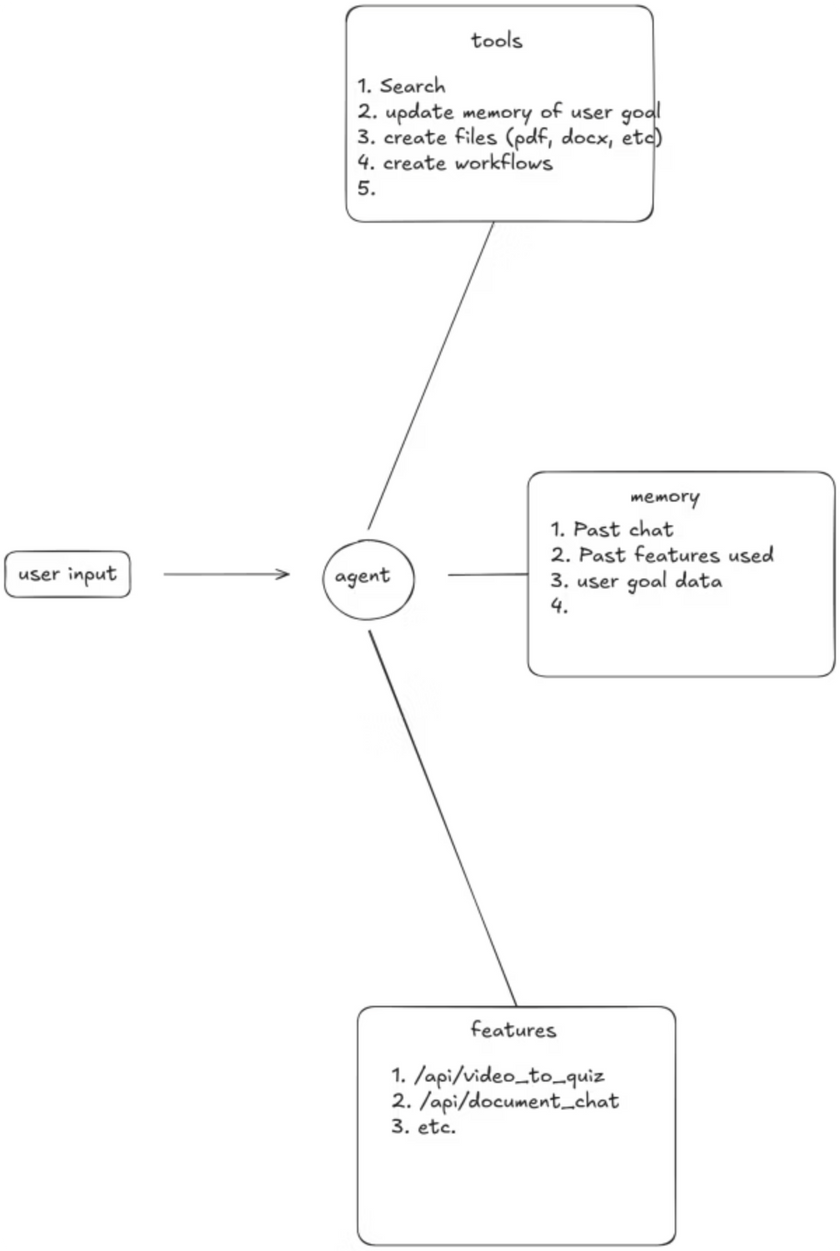 tools
1. Search
2. update memory of user goal
3. create files (pdf, docx, etc)
4. create workflows
5.
user input
agent
memory
1. Past chat
2. Past features used
3. user goal data
4.
features
1. /api/video_to_quiz
2. /api/document_chat
3. etc.